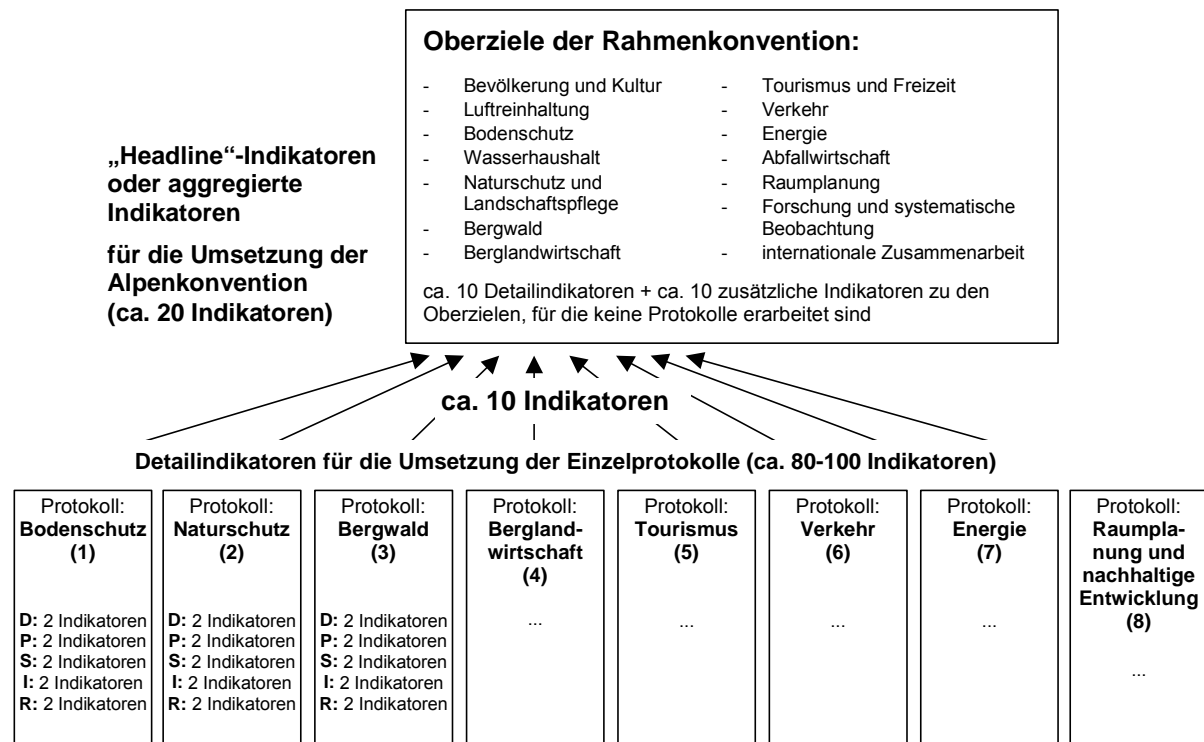 Oberziele der Rahmenkonvention:
- Bevölkerung und Kultur
- Luftreinhaltung
- Bodenschutz
- Wasserhaushalt
- Naturschutz und
Landschaftspflege
- Bergwald
- Berglandwirtschaft
- Tourismus und Freizeit
- Verkehr
- Energie
- Abfallwirtschaft
- Raumplanung
- Forschung und systematische
Beobachtung
- internationale Zusammenarbeit
ca. 10 Detailindikatoren + ca. 10 zusätzliche Indikatoren zu den
Oberzielen, für die keine Protokolle erarbeitet sind
„Headline“-Indikatoren
oder aggregierte
Indikatoren
für die Umsetzung der
Alpenkonvention
(ca. 20 Indikatoren)
ca. 10 Indikatoren
Detailindikatoren für die Umsetzung der Einzelprotokolle (ca. 80-100 Indikatoren)
Protokoll:
Bodenschutz
(1)
D: 2 Indikatoren
P: 2 Indikatoren
S: 2 Indikatoren
I: 2 Indikatoren
R: 2 Indikatoren
Protokoll:
Naturschutz
(2)
D: 2 Indikatoren
P: 2 Indikatoren
S: 2 Indikatoren
I: 2 Indikatoren
R: 2 Indikatoren
Protokoll:
Bergwald
(3)
D: 2 Indikatoren
P: 2 Indikatoren
S: 2 Indikatoren
I: 2 Indikatoren
R: 2 Indikatoren
Protokoll:
Bergland-
wirtschaft
(4)
...
Protokoll:
Tourismus
(5)
...
Protokoll:
Verkehr
(6)
...
Protokoll:
Energie
(7)
...
Protokoll:
Raumpla-
nung und
nachhaltige
Entwicklung
(8)
...